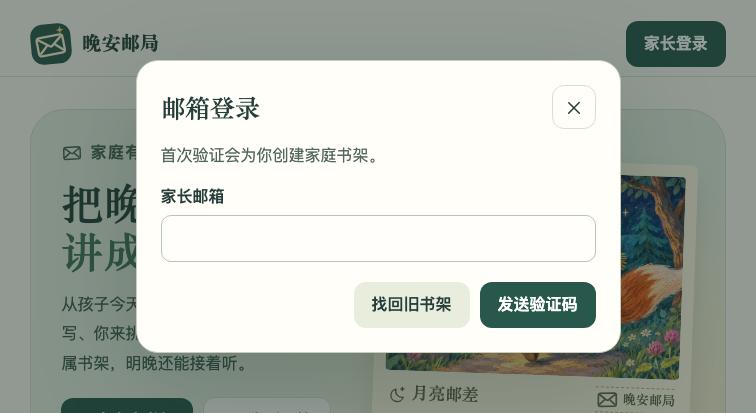 晚安邮局
家长登录
邮箱登录
首次验证会为你创建家庭书架。
家长邮箱
找回旧书架
发送验证码
家庭有
把晚
讲成
从孩子今天
写、你来挑
属书架，明晚还能接着听。
月亮邮差
晚安邮局